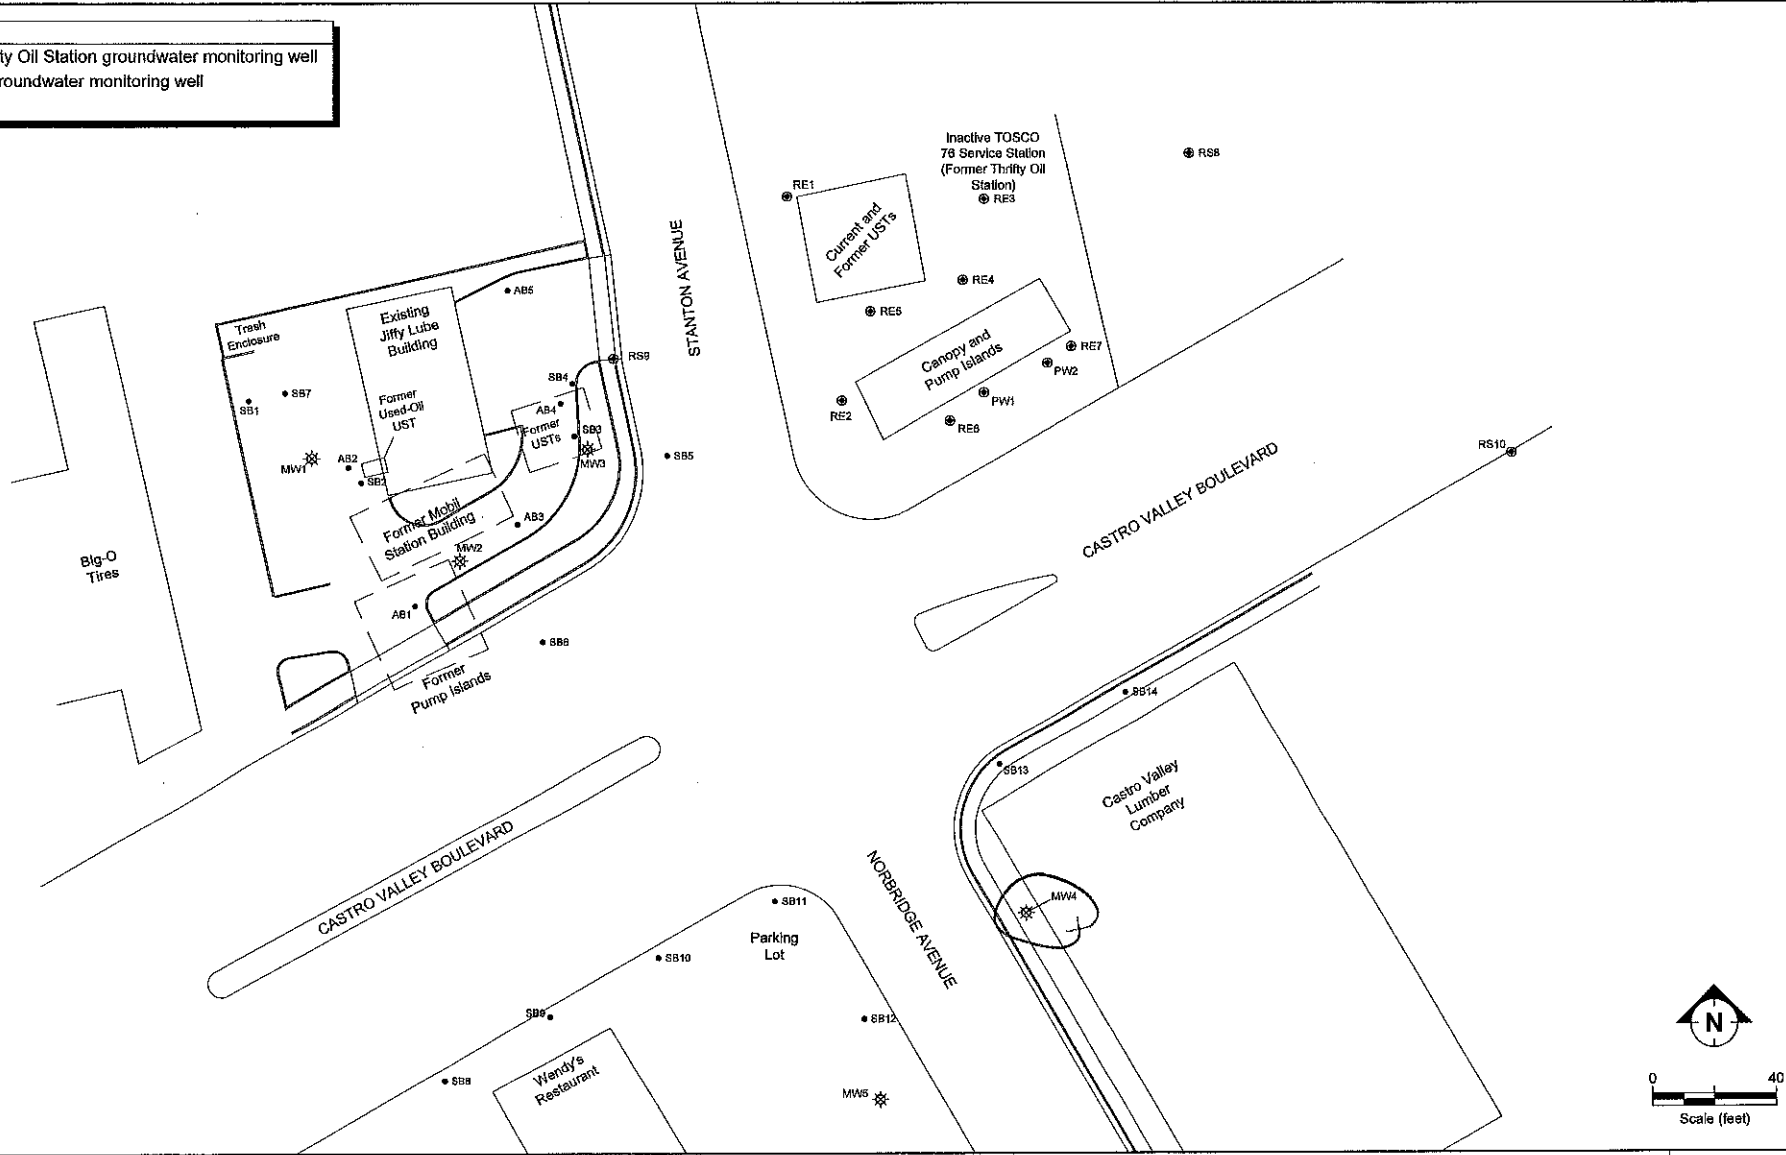 ty Oil Station groundwater monitoring well
roundwater monitoring well
Inactive TOSCO
76 Service Station
(Former Thrifty Oil
Station)
RS8
RE1
RE3
Current and
Former USTs
STANTON AVENUE
RE4
RE5
AB5
Existing
Jiffy Lube
Building
Trash
Enclosure
RS9
Canopy and
Pump Islands
RE7
PW2
PW1
RE2
RE6
SB4
SB7
SB1
Former
Used-Oil
UST
AB4
Former
USTs
SB3
MW3
SB5
RS10
MW1
AB2
SB2
Former Mobil
Station Building
AB3
MW2
CASTRO VALLEY BOULEVARD
Big-O
Tires
AB1
SB6
Former
Pump Islands
SB14
SB13
Castro Valley
Lumber
Company
CASTRO VALLEY BOULEVARD
NORBRIDGE AVENUE
MW4
SB11
Parking
Lot
SB10
SB9
SB12
Wendy's
Restaurant
SB8
MW5
N
0 40
Scale (feet)